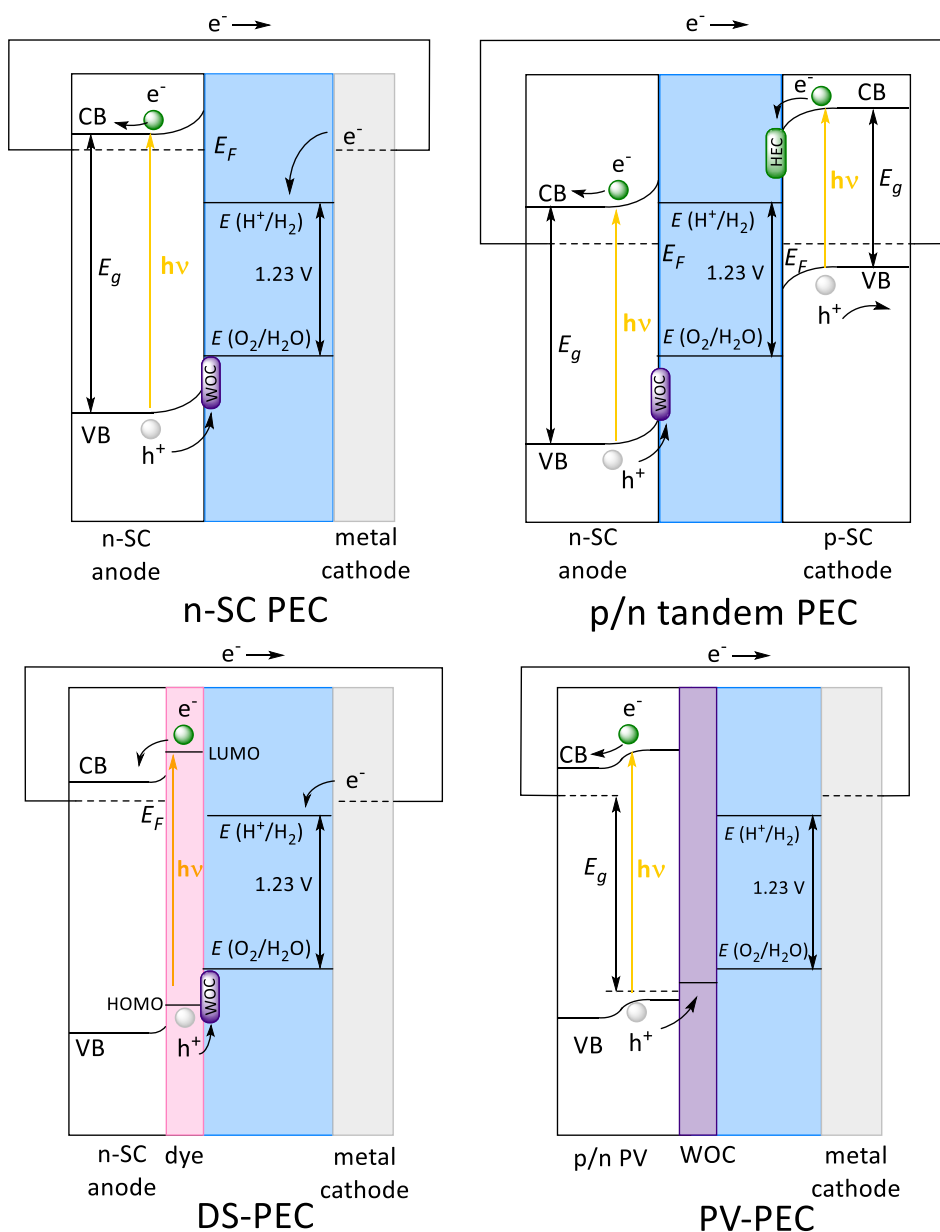 e⁻
CB
e⁻
E_F
e⁻
E (H⁺/H₂)
E_g
hν
1.23 V
E (O₂/H₂O)
WOC
VB
h⁺
n-SC
anode
metal
cathode
n-SC PEC
e⁻
e⁻
CB
HEC
e⁻
CB
hν
E_g
E (H⁺/H₂)
E_F
1.23 V
E_F
VB
h⁺
hν
E_g
E (O₂/H₂O)
WOC
VB
h⁺
n-SC
anode
p-SC
cathode
p/n tandem PEC
e⁻
e⁻
LUMO
CB
e⁻
E_F
E (H⁺/H₂)
hν
1.23 V
E (O₂/H₂O)
HOMO
WOC
VB
h⁺
n-SC
anode
dye
metal
cathode
DS-PEC
e⁻
e⁻
CB
E_g
hν
E (H⁺/H₂)
1.23 V
E (O₂/H₂O)
VB
h⁺
p/n PV
WOC
metal
cathode
PV-PEC